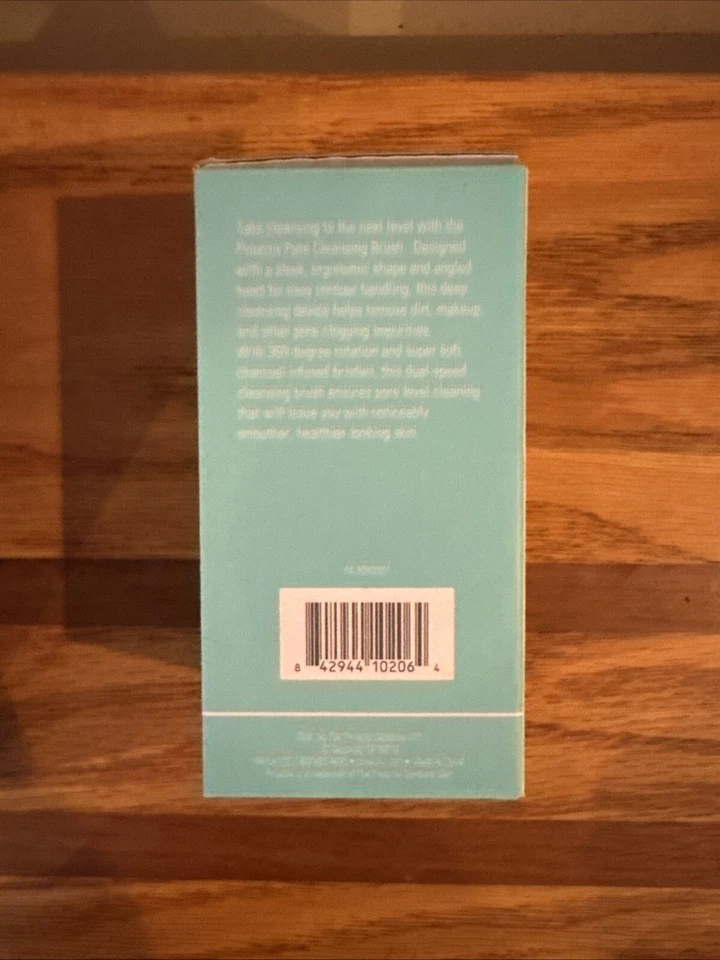 Take cleansing to the next level with the
Proactiv Pore Cleansing Brush. Designed
with a sleek, ergonomic shape and angled
head for easy contour handling, this deep
cleansing device helps remove dirt, makeup
and other pore-clogging impurities.
With 360 degree rotation and super soft
charcoal-infused bristles, this dual-speed
cleansing brush ensures pore level cleaning
that will leave you with noticeably
smoother, healthier-looking skin.
8 42944 10206 4